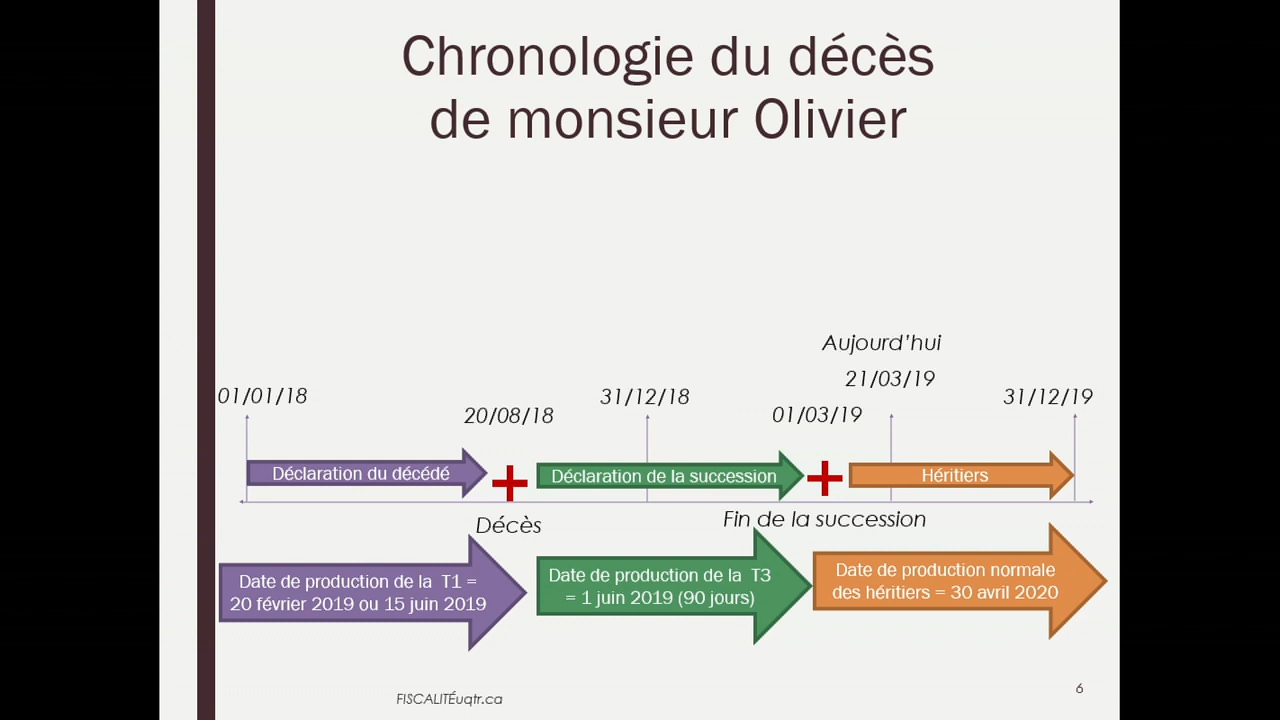 Chronologie du décès
de monsieur Olivier
Aujourd'hui
21/03/19
01/01/18
31/12/18
31/12/19
20/08/18
01/03/19
Déclaration du décédé
Déclaration de la succession
Héritiers
Décès
Fin de la succession
Date de production de la T1 =
20 février 2019 ou 15 juin 2019
Date de production de la T3
= 1 juin 2019 (90 jours)
Date de production normale
des héritiers = 30 avril 2020
FISCALITÉuqtr.ca
6